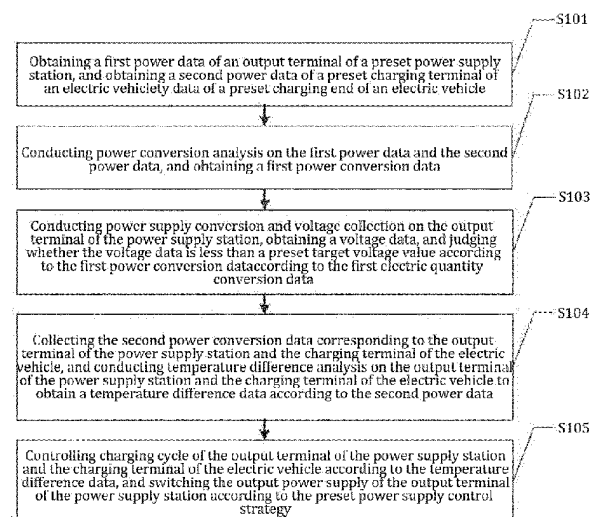 S101
Obtaining a first power data of an output terminal of a preset power supply
station, and obtaining a second power data of a preset charging terminal of
an electric vehiclety data of a preset charging end of an electric vehicle
S102
Conducting power conversion analysis on the first power data and the second
power data, and obtaining a first power conversion data
S103
Conducting power supply conversion and voltage collection on the output
terminal of the power supply station, obtaining a voltage data, and judging
whether the voltage data is less than a preset target voltage value according
to the first power conversion dataaccording to the first electric quantity
conversion data
S104
Collecting the second power conversion data corresponding to the output
terminal of the power supply station and the charging terminal of the electric
vehicle, and conducting temperature difference analysis on the output terminal
of the power supply station and the charging terminal of the electric vehicle to
obtain a temperature difference data according to the second power data
S105
Controlling charging cycle of the output terminal of the power supply station
and the charging terminal of the electric vehicle according to the temperature
difference data, and switching the output power supply of the output terminal
of the power supply station according to the preset power supply control
strategy